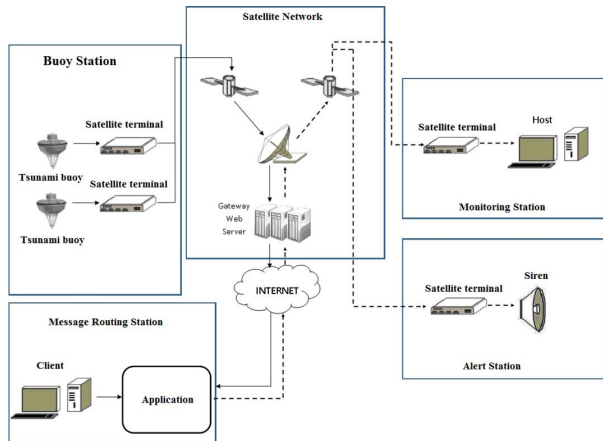 Satellite Network
Buoy Station
Satellite terminal
Tsunami buoy
Satellite terminal
Tsunami buoy
Gateway
Web
Server
INTERNET
Host
Satellite terminal
Monitoring Station
Siren
Satellite terminal
Alert Station
Message Routing Station
Client
Application